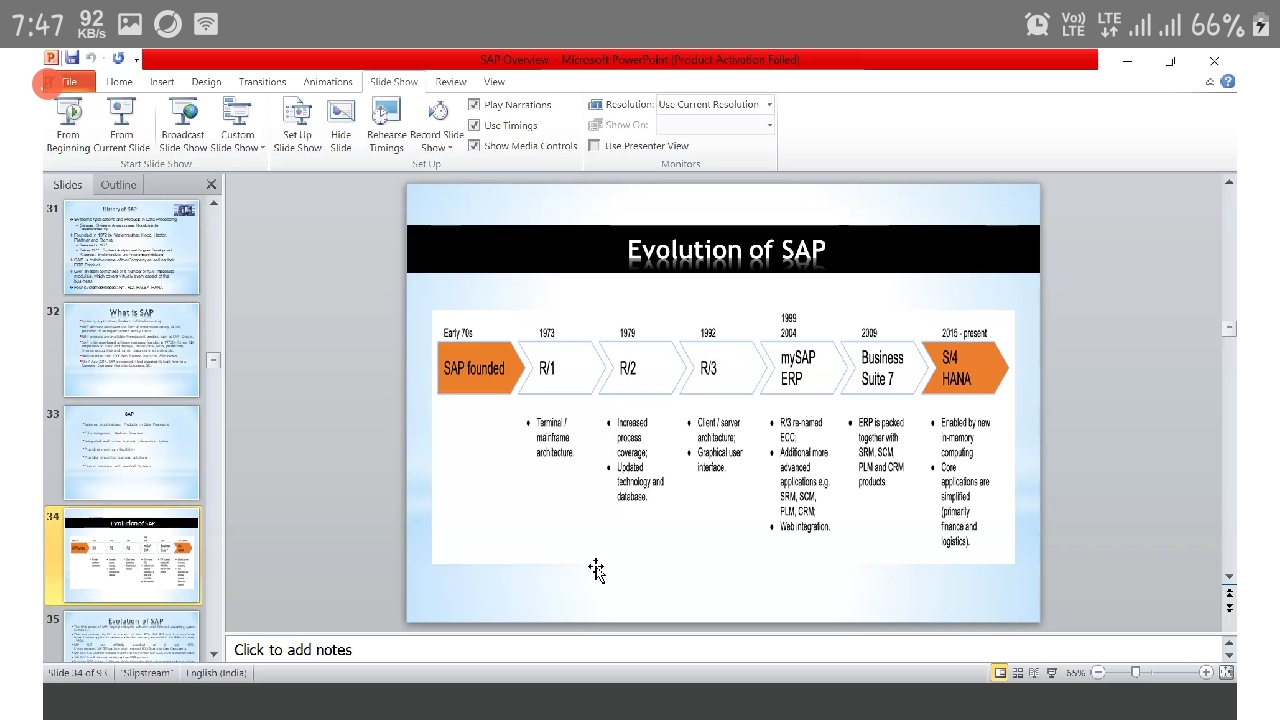 7:47 92 KB/s Vo)) LTE LTE 66%
SAP Overview - Microsoft PowerPoint (Product Activation Failed)
File Home Insert Design Transitions Animations Slide Show Review View
From Beginning
From Current Slide
Broadcast Slide Show
Custom Slide Show
Set Up Slide Show
Hide Slide
Rehearse Timings
Record Slide Show
Play Narrations
Use Timings
Show Media Controls
Resolution: Use Current Resolution
Show On:
Use Presenter View
Start Slide Show Set Up Monitors
Slides Outline
31
History of SAP
32
What is SAP
33
SAP
34
Evolution of SAP
35
Evolution of SAP
Evolution of SAP
Early 70s
SAP founded
1973
R/1
Terminal /
mainframe
architecture.
1979
R/2
Increased
process
coverage;
Updated
technology and
database.
1992
R/3
Client / server
architecture;
Graphical user
interface.
1999
2004
mySAP
ERP
R/3 re-named
ECC;
Additional more
advanced
applications e.g.
SRM, SCM,
PLM, CRM;
Web integration.
2009
Business
Suite 7
ERP is packed
together with
SRM, SCM,
PLM and CRM
products.
2015 - present
S/4
HANA
Enabled by new
in-memory
computing
Core
applications are
simplified
(primarily
finance and
logistics).
Click to add notes
Slide 34 of 93 "Slipstream" English (India) 65%